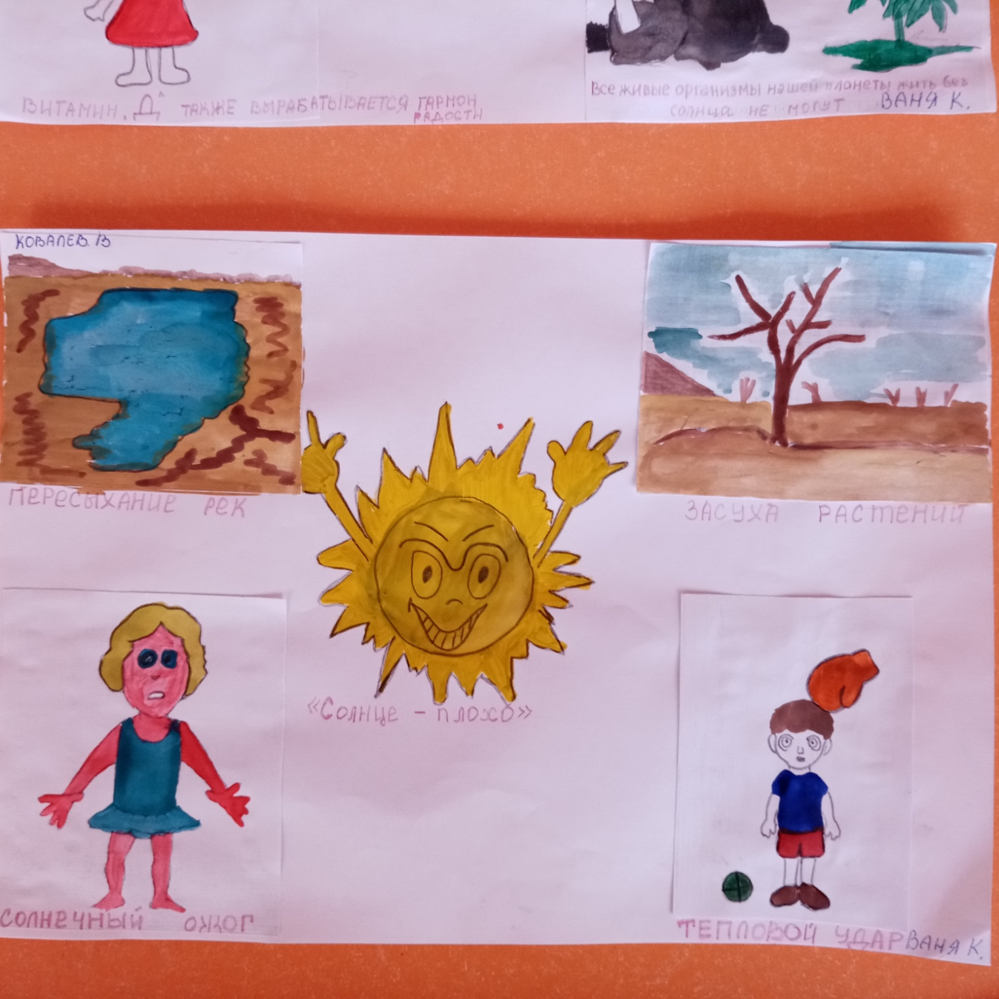 ВИТАМИН „Д" ТАКЖЕ ВЫРАБАТЫВАЕТСЯ ГАРМОН
РАДОСТИ
Все живые организмы нашей планеты жить без
солнца не могут ВАНЯ К.
КОВАЛЕВ. В
ПЕРЕСЫХАНИЕ РЕК
ЗАСУХА РАСТЕНИЙ
«Солнце - плохо»
СОЛНЕЧНЫЙ ОЖОГ
ТЕПЛОВОЙ УДАР ВАНЯ К.